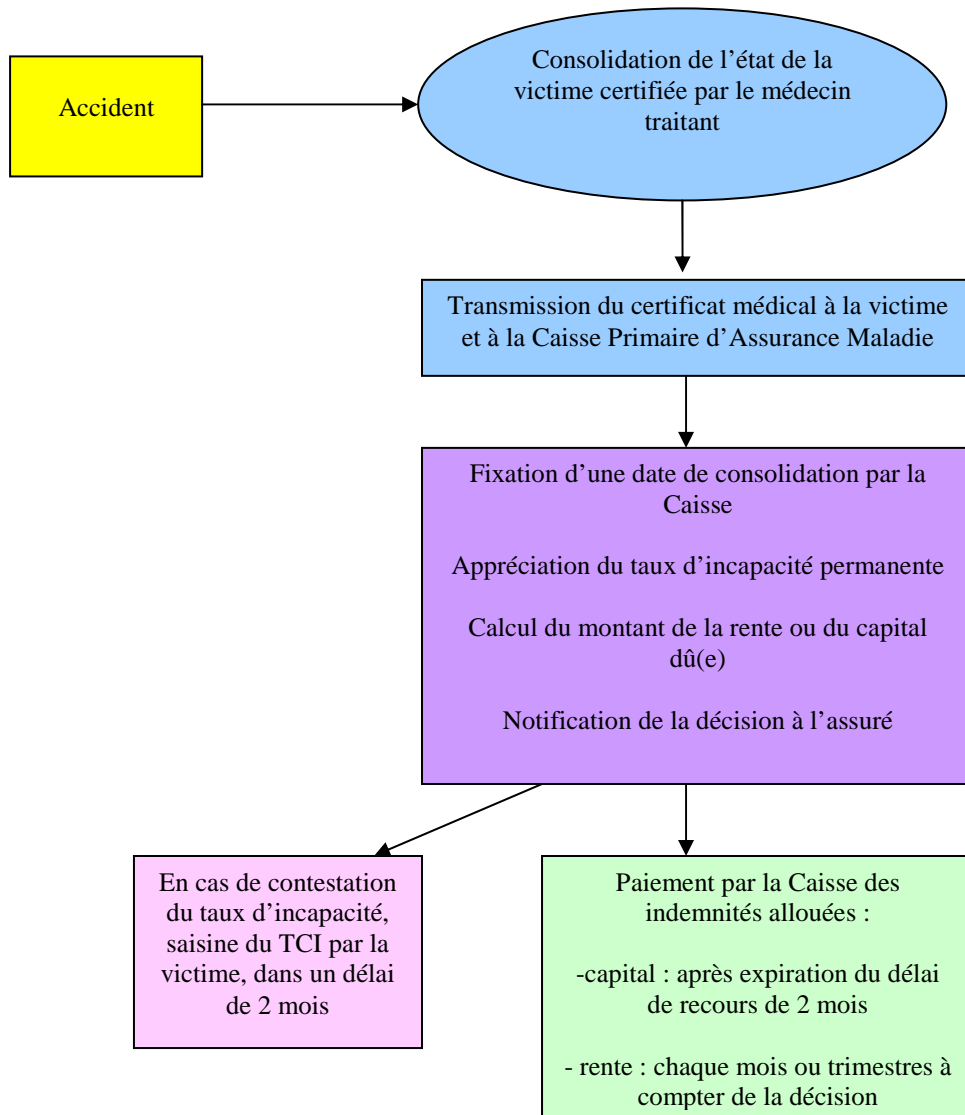 Accident
Consolidation de l’état de la
victime certifiée par le médecin
traitant
Transmission du certificat médical à la victime
et à la Caisse Primaire d’Assurance Maladie
Fixation d’une date de consolidation par la
Caisse
Appréciation du taux d’incapacité permanente
Calcul du montant de la rente ou du capital
dû(e)
Notification de la décision à l’assuré
En cas de contestation
du taux d’incapacité,
saisine du TCI par la
victime, dans un délai
de 2 mois
Paiement par la Caisse des
indemnités allouées :
-capital : après expiration du délai
de recours de 2 mois
- rente : chaque mois ou trimestres à
compter de la décision